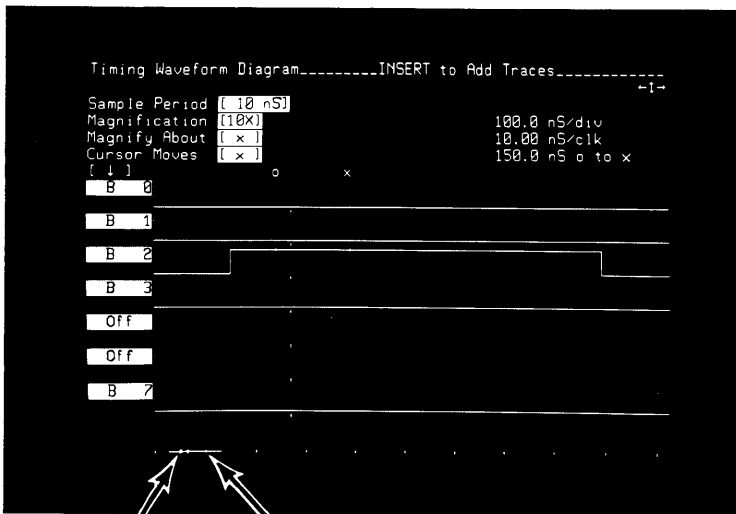 Timing Waveform Diagram_________INSERT to Add Traces____________
←↕→
Sample Period [ 10 nS]
Magnification [10X] 100.0 nS/div
Magnify About [ x ] 10.00 nS/clk
Cursor Moves [ x ] 150.0 nS o to x
[ ↓ ] o x
B 0
B 1
B 2
B 3
Off
Off
B 7